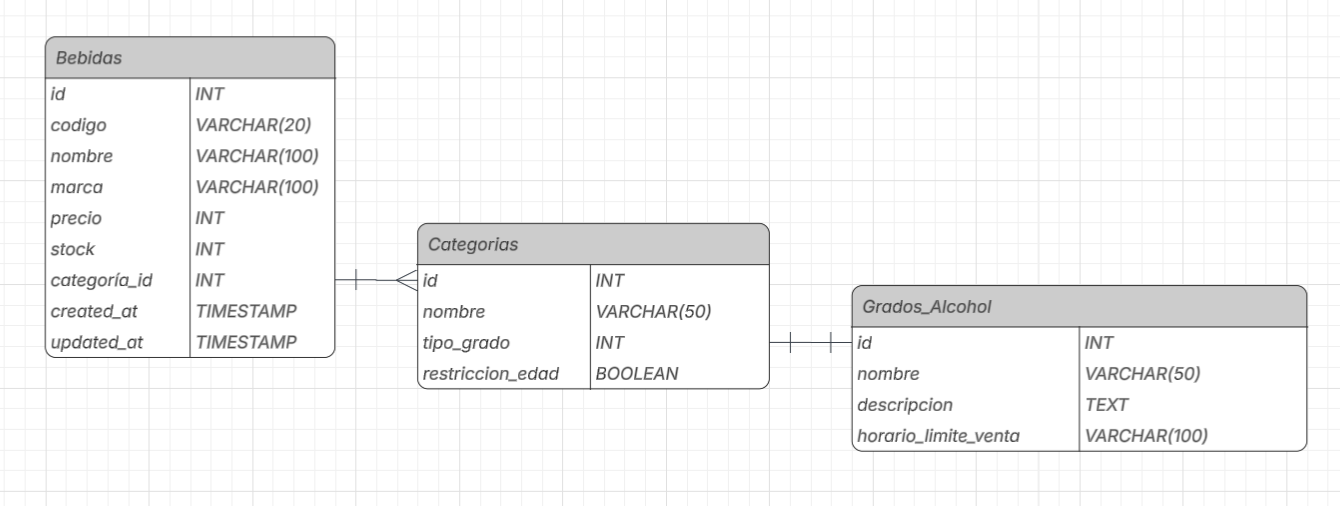 Bebidas
id INT
codigo VARCHAR(20)
nombre VARCHAR(100)
marca VARCHAR(100)
precio INT
stock INT
categoría_id INT
created_at TIMESTAMP
updated_at TIMESTAMP
Categorias
id INT
nombre VARCHAR(50)
tipo_grado INT
restriccion_edad BOOLEAN
Grados_Alcohol
id INT
nombre VARCHAR(50)
descripcion TEXT
horario_limite_venta VARCHAR(100)